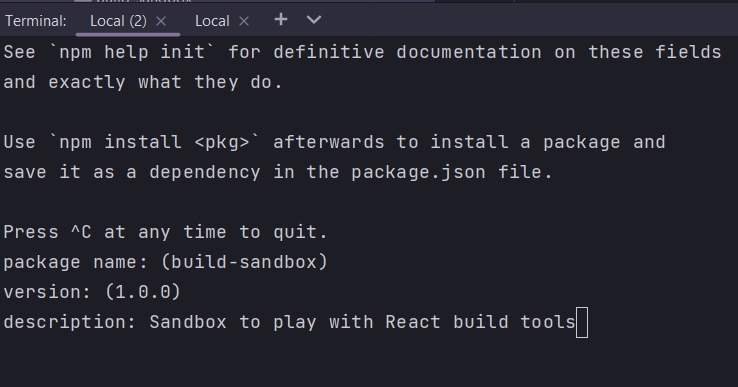 Terminal: Local (2) × Local × +
See `npm help init` for definitive documentation on these fields
and exactly what they do.
Use `npm install <pkg>` afterwards to install a package and
save it as a dependency in the package.json file.
Press ^C at any time to quit.
package name: (build-sandbox)
version: (1.0.0)
description: Sandbox to play with React build tools